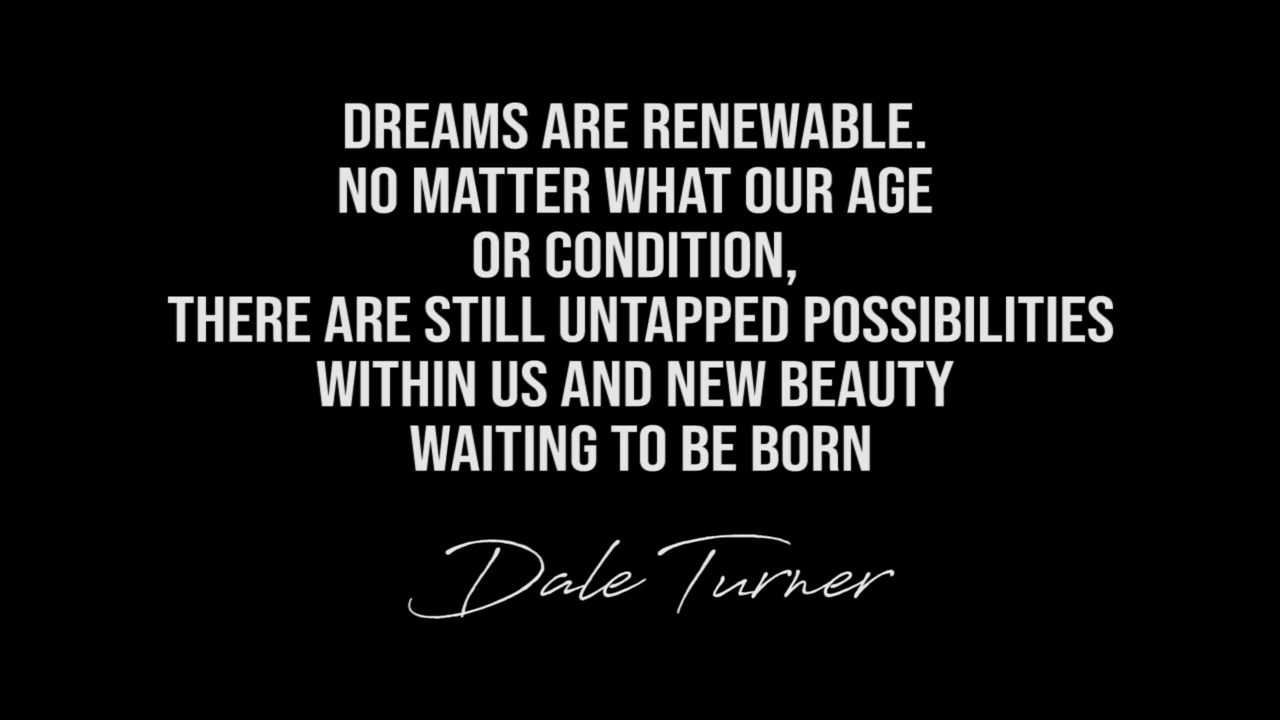 DREAMS ARE RENEWABLE.
NO MATTER WHAT OUR AGE
OR CONDITION,
THERE ARE STILL UNTAPPED POSSIBILITIES
WITHIN US AND NEW BEAUTY
WAITING TO BE BORN
Dale Turner